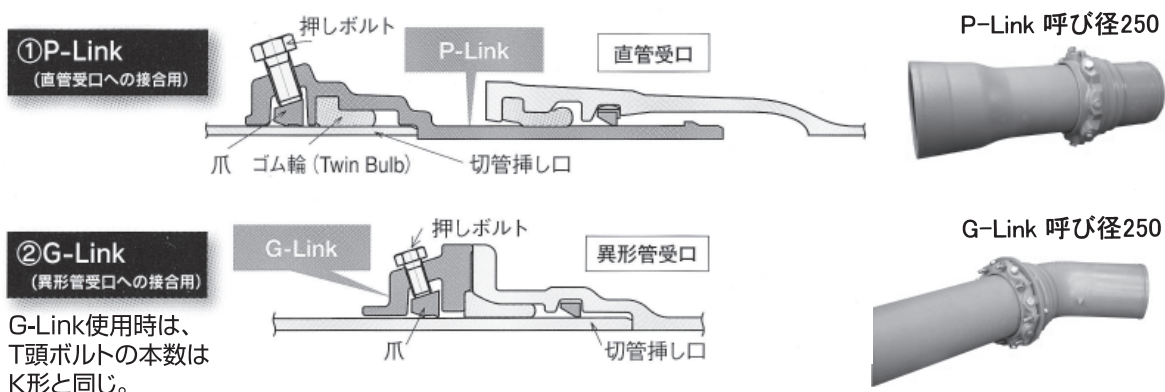 ①P-Link
(直管受口への接合用)
押しボルト
P-Link
直管受口
爪
ゴム輪 (Twin Bulb)
切管挿し口
P-Link 呼び径250
②G-Link
(異形管受口への接合用)
G-Link
押しボルト
異形管受口
爪
切管挿し口
G-Link 呼び径250
G-Link使用時は、
T頭ボルトの本数は
K形と同じ。